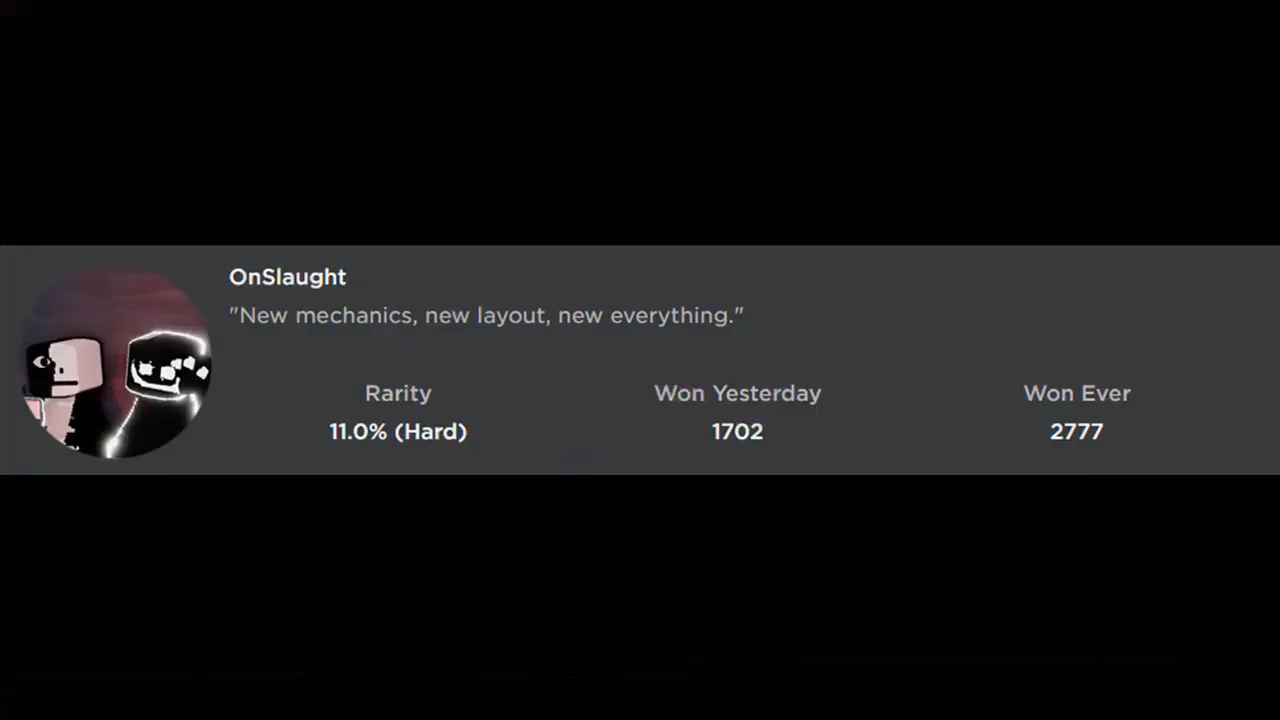 OnSlaught
"New mechanics, new layout, new everything."
Rarity Won Yesterday Won Ever
11.0% (Hard) 1702 2777